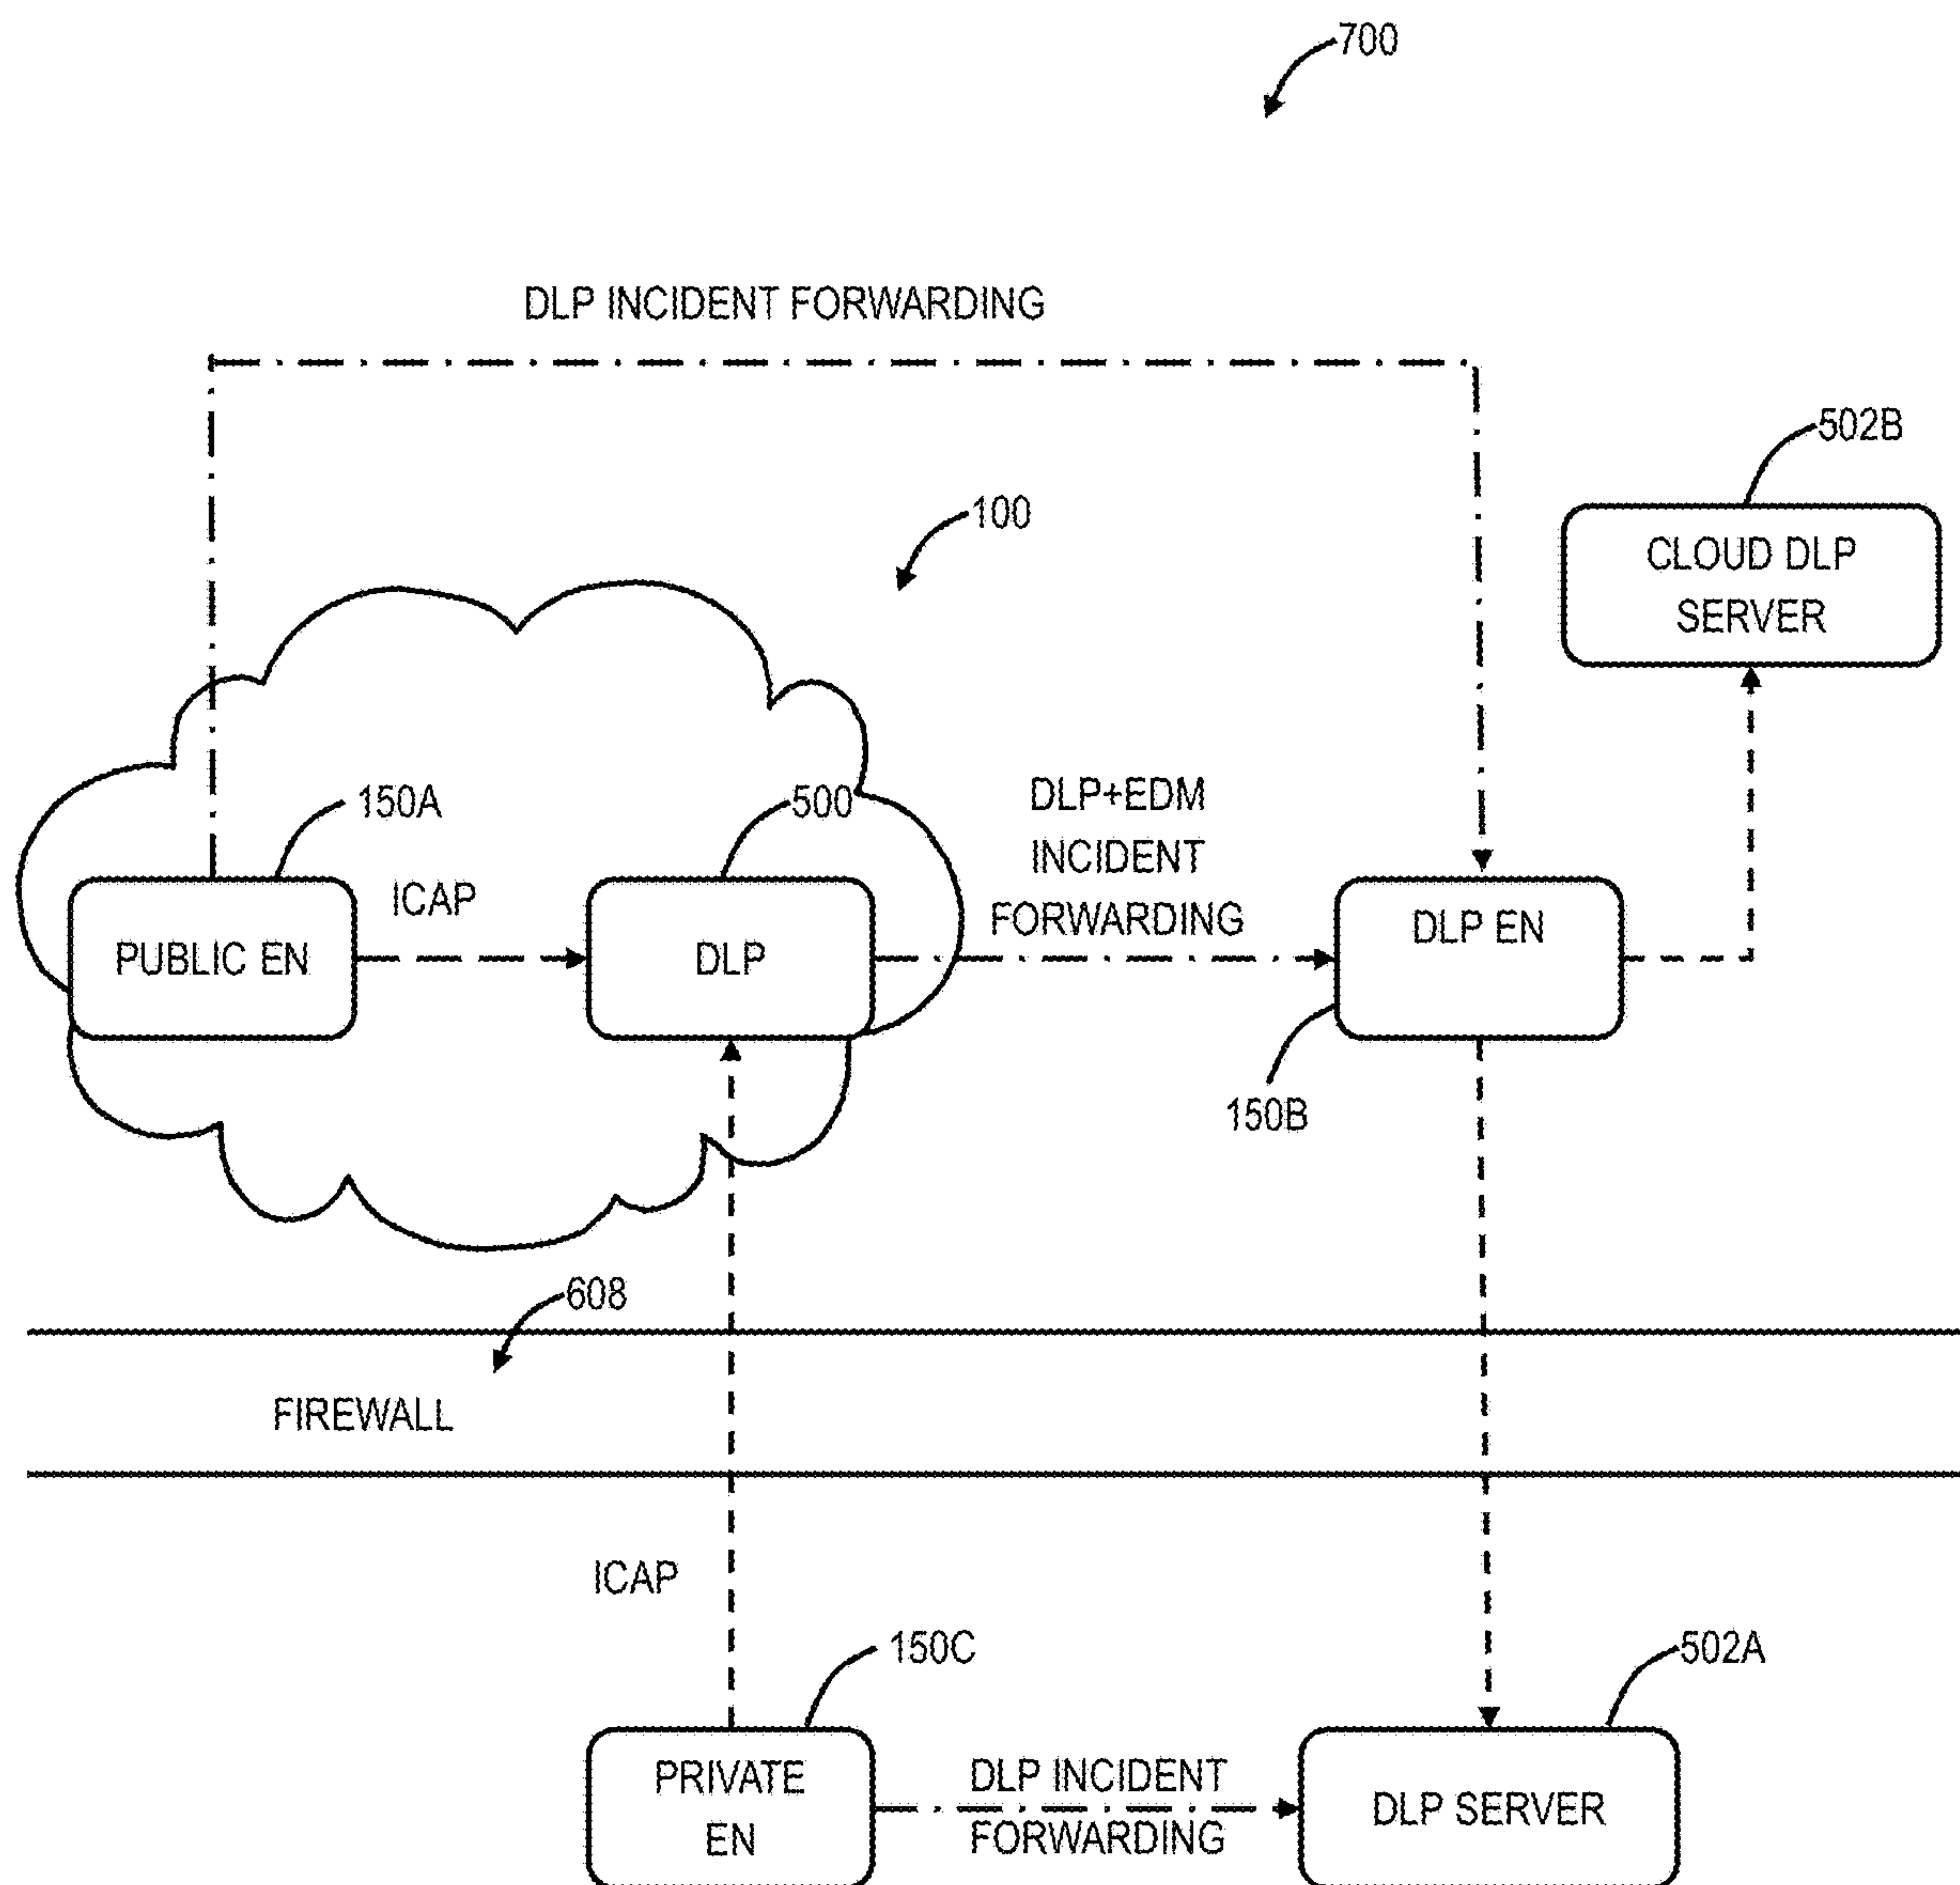 700
DLP INCIDENT FORWARDING
502B
CLOUD DLP
SERVER
100
150A
500
DLP+EDM
INCIDENT
FORWARDING
ICAP
PUBLIC EN
DLP
DLP EN
150B
608
FIREWALL
ICAP
150C
502A
PRIVATE
EN
DLP INCIDENT
FORWARDING
DLP SERVER